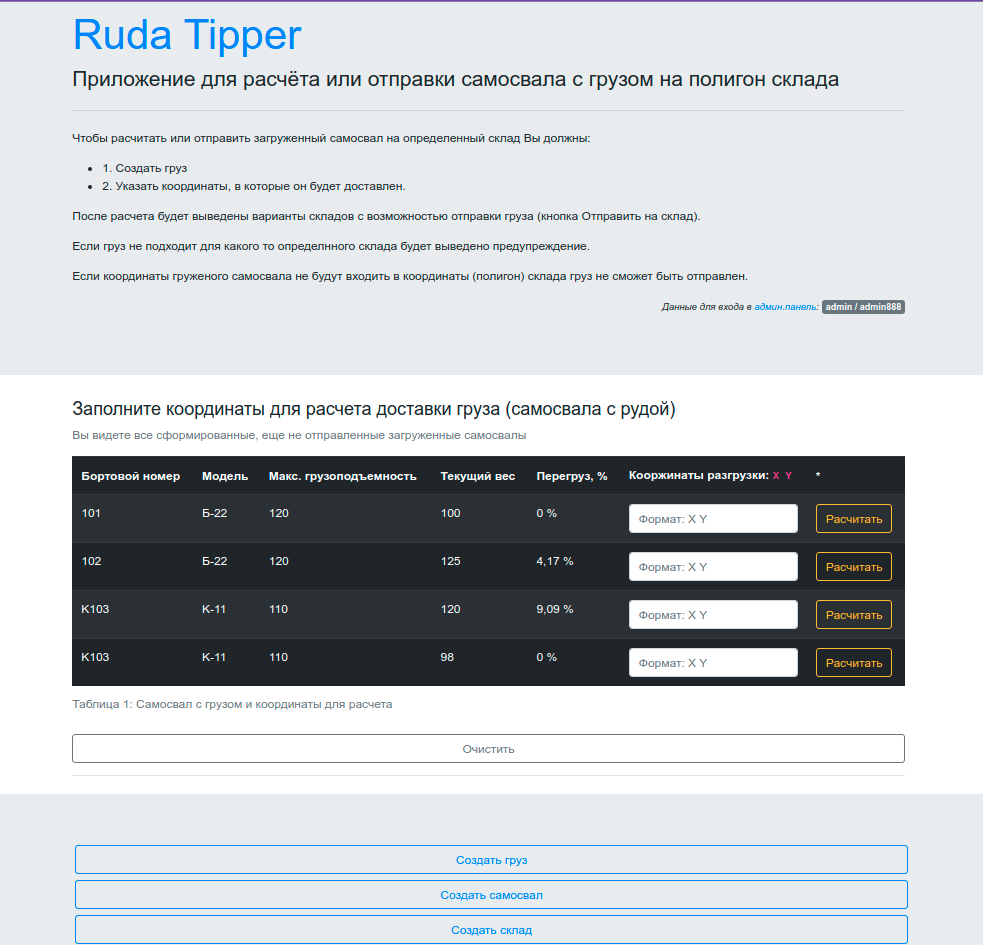 Ruda Tipper
Приложение для расчёта или отправки самосвала с грузом на полигон склада
Чтобы расчитать или отправить загруженный самосвал на определенный склад Вы должны:
1. Создать груз
2. Указать координаты, в которые он будет доставлен.
После расчета будет выведены варианты складов с возможностью отправки груза (кнопка Отправить на склад).
Если груз не подходит для какого то определнного склада будет выведено предупреждение.
Если координаты груженого самосвала не будут входить в координаты (полигон) склада груз не сможет быть отправлен.
Данные для входа в админ.панель: admin / admin888
Заполните координаты для расчета доставки груза (самосвала с рудой)
Вы видете все сформированные, еще не отправленные загруженные самосвалы
Бортовой номер Модель Макс. грузоподъемность Текущий вес Перегруз, % Кооржинаты разгрузки: X Y *
101 Б-22 120 100 0 % Формат: X Y Расчитать
102 Б-22 120 125 4,17 % Формат: X Y Расчитать
К103 К-11 110 120 9,09 % Формат: X Y Расчитать
К103 К-11 110 98 0 % Формат: X Y Расчитать
Таблица 1: Самосвал с грузом и координаты для расчета
Очистить
Создать груз
Создать самосвал
Создать склад